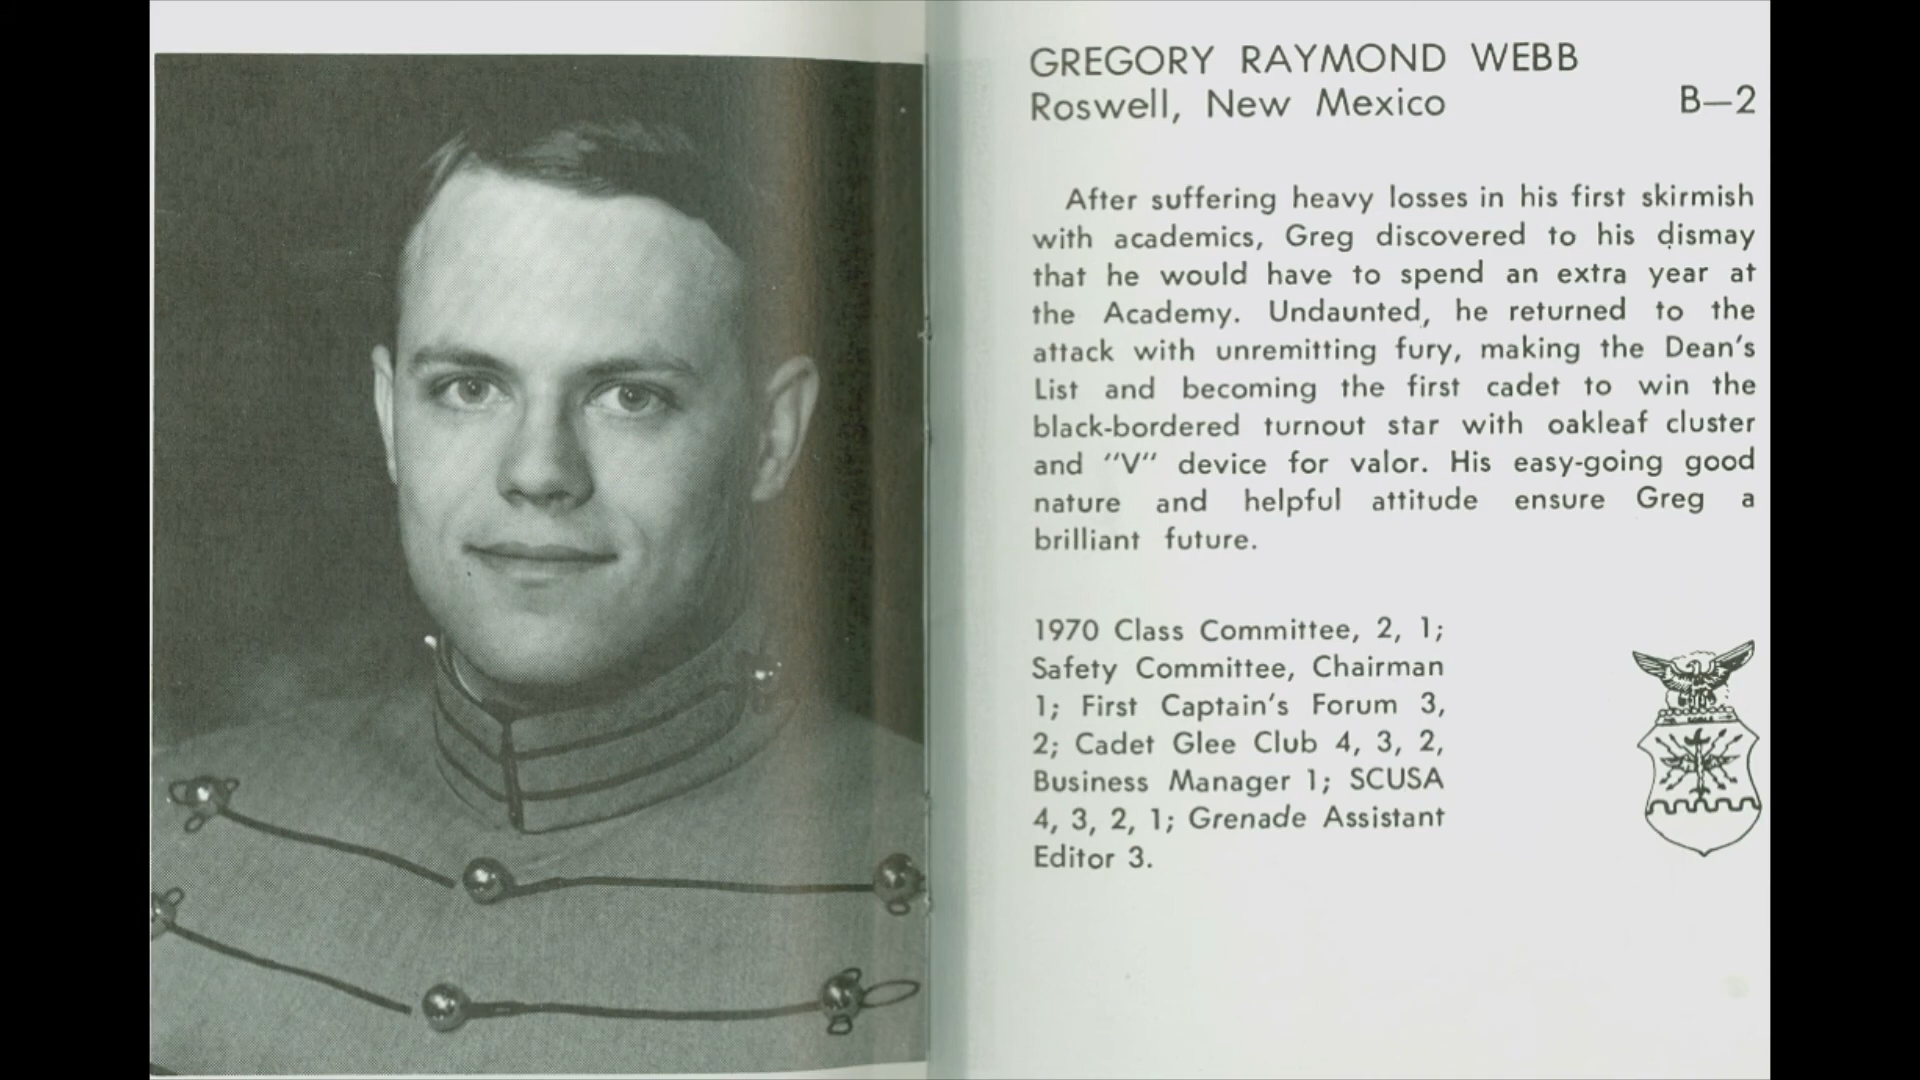 GREGORY RAYMOND WEBB
Roswell, New Mexico B—2
After suffering heavy losses in his first skirmish
with academics, Greg discovered to his dismay
that he would have to spend an extra year at
the Academy. Undaunted, he returned to the
attack with unremitting fury, making the Dean's
List and becoming the first cadet to win the
black-bordered turnout star with oakleaf cluster
and "V" device for valor. His easy-going good
nature and helpful attitude ensure Greg a
brilliant future.
1970 Class Committee, 2, 1;
Safety Committee, Chairman
1; First Captain's Forum 3,
2; Cadet Glee Club 4, 3, 2,
Business Manager 1; SCUSA
4, 3, 2, 1; Grenade Assistant
Editor 3.